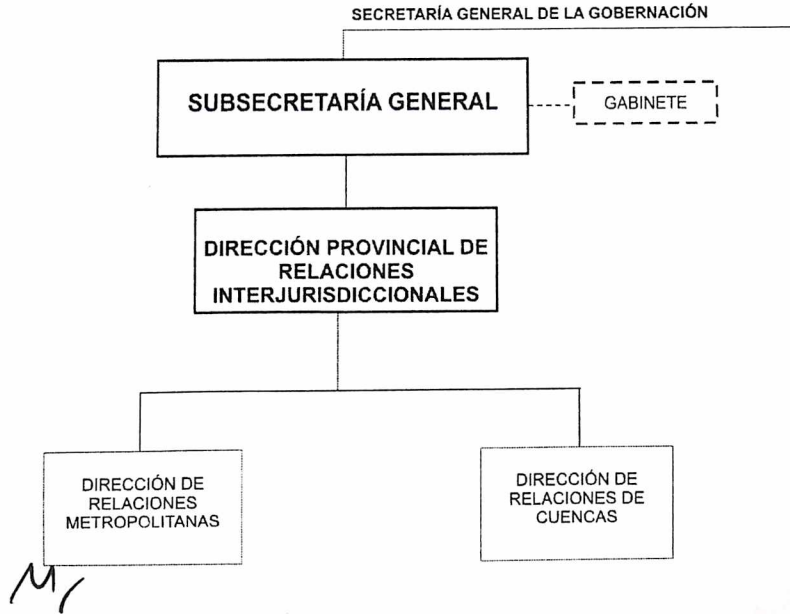 SECRETARÍA GENERAL DE LA GOBERNACIÓN
SUBSECRETARÍA GENERAL
GABINETE
DIRECCIÓN PROVINCIAL DE
RELACIONES
INTERJURISDICCIONALES
DIRECCIÓN DE
RELACIONES
METROPOLITANAS
DIRECCIÓN DE
RELACIONES DE
CUENCAS